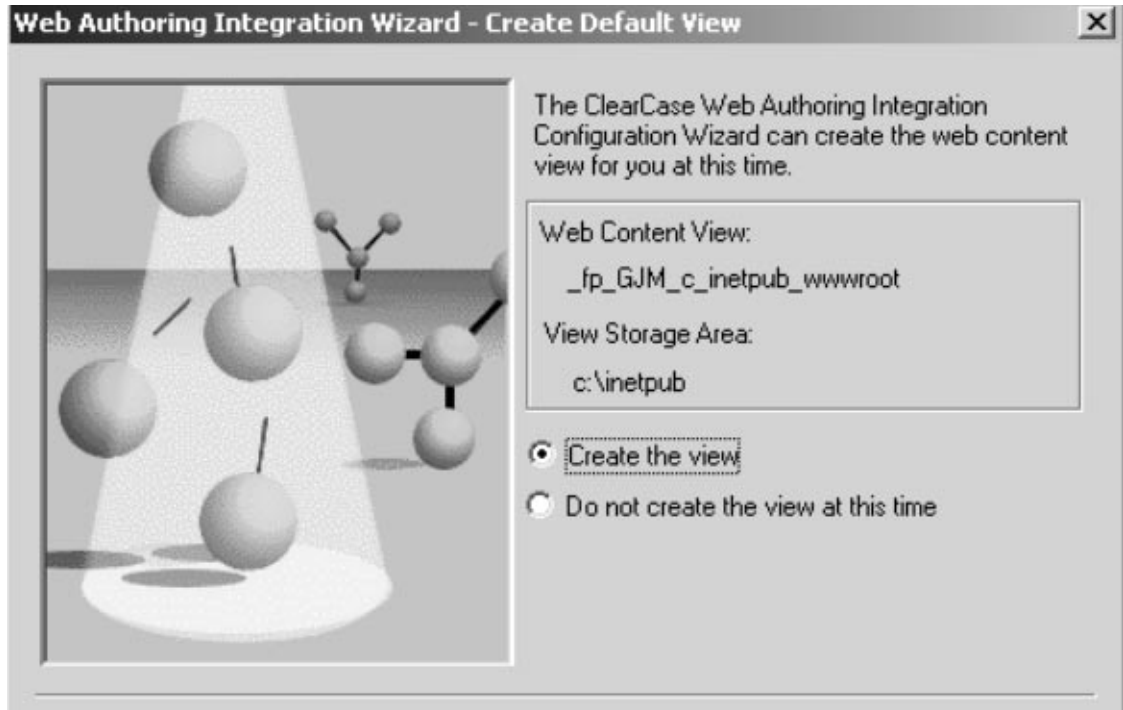 Web Authoring Integration Wizard - Create Default View
The ClearCase Web Authoring Integration
Configuration Wizard can create the web content
view for you at this time.
Web Content View:
_fp_GJM_c_inetpub_wwwroot
View Storage Area:
c:\inetpub
Create the view
Do not create the view at this time